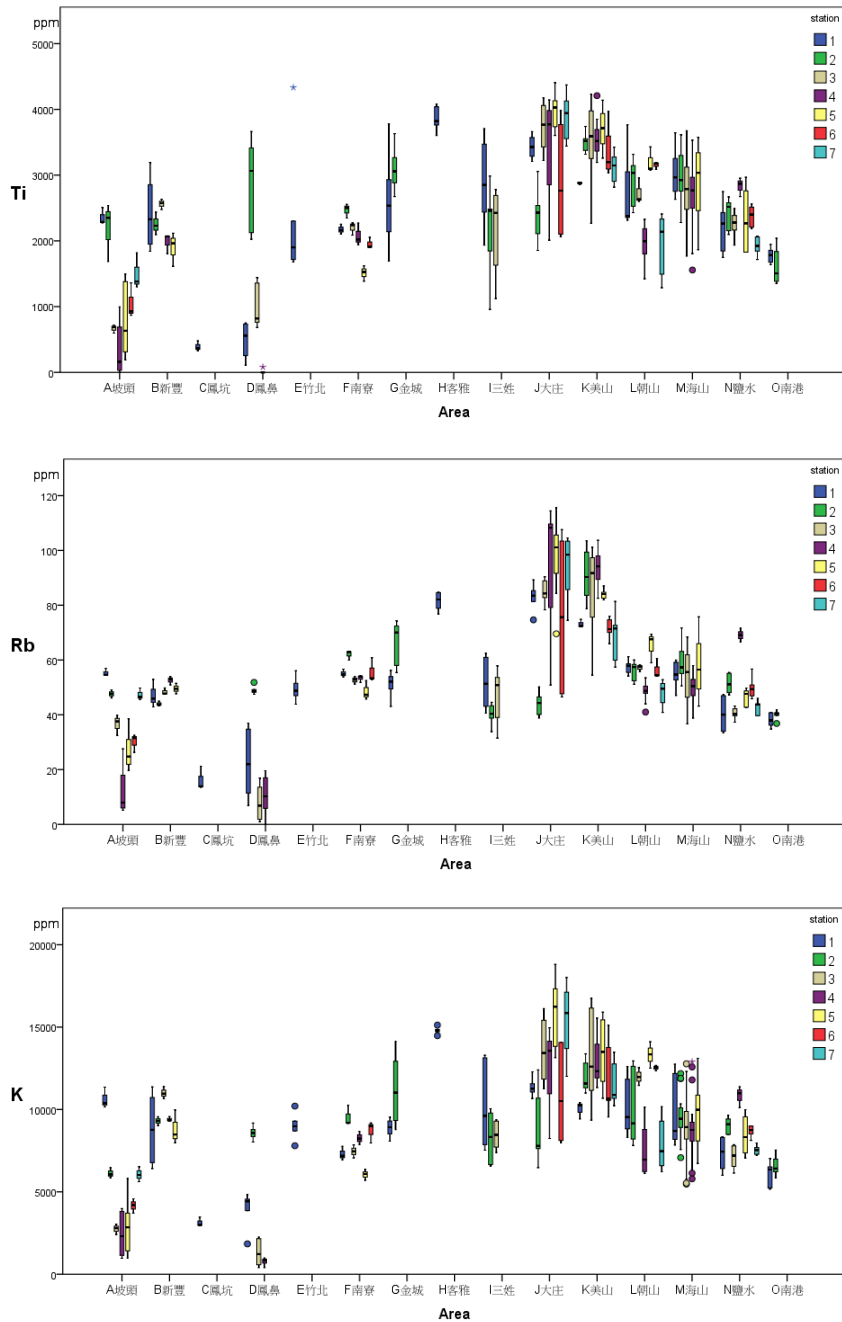 ppm
Ti
5000
4000
3000
2000
1000
0
A坡頭 B新豐 C鳳坑 D鳳鼻 E竹北 F南寮 G金城 H客雅 I三姓 J大庄 K美山 L朝山 M海山 N鹽水 O南港
Area
station
1
2
3
4
5
6
7
ppm
Rb
120
100
80
60
40
20
0
A坡頭 B新豐 C鳳坑 D鳳鼻 E竹北 F南寮 G金城 H客雅 I三姓 J大庄 K美山 L朝山 M海山 N鹽水 O南港
Area
station
1
2
3
4
5
6
7
ppm
K
20000
15000
10000
5000
0
A坡頭 B新豐 C鳳坑 D鳳鼻 E竹北 F南寮 G金城 H客雅 I三姓 J大庄 K美山 L朝山 M海山 N鹽水 O南港
Area
station
1
2
3
4
5
6
7